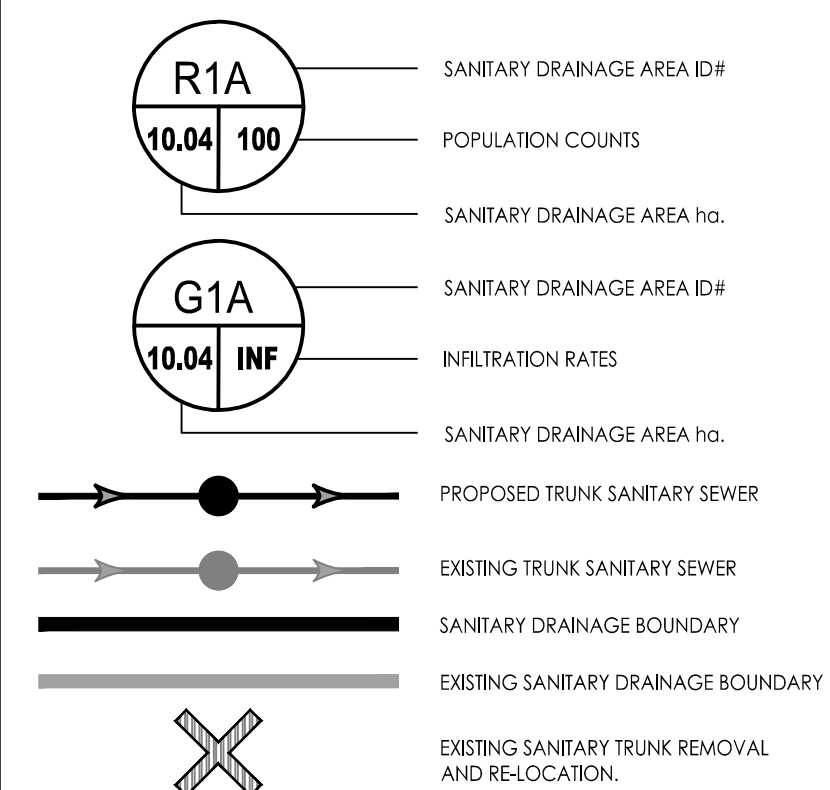 R1A
SANITARY DRAINAGE AREA ID#
10.04 100
POPULATION COUNTS
SANITARY DRAINAGE AREA ha.
G1A
SANITARY DRAINAGE AREA ID#
10.04 INF
INFILTRATION RATES
SANITARY DRAINAGE AREA ha.
PROPOSED TRUNK SANITARY SEWER
EXISTING TRUNK SANITARY SEWER
SANITARY DRAINAGE BOUNDARY
EXISTING SANITARY DRAINAGE BOUNDARY
EXISTING SANITARY TRUNK REMOVAL
AND RE-LOCATION.